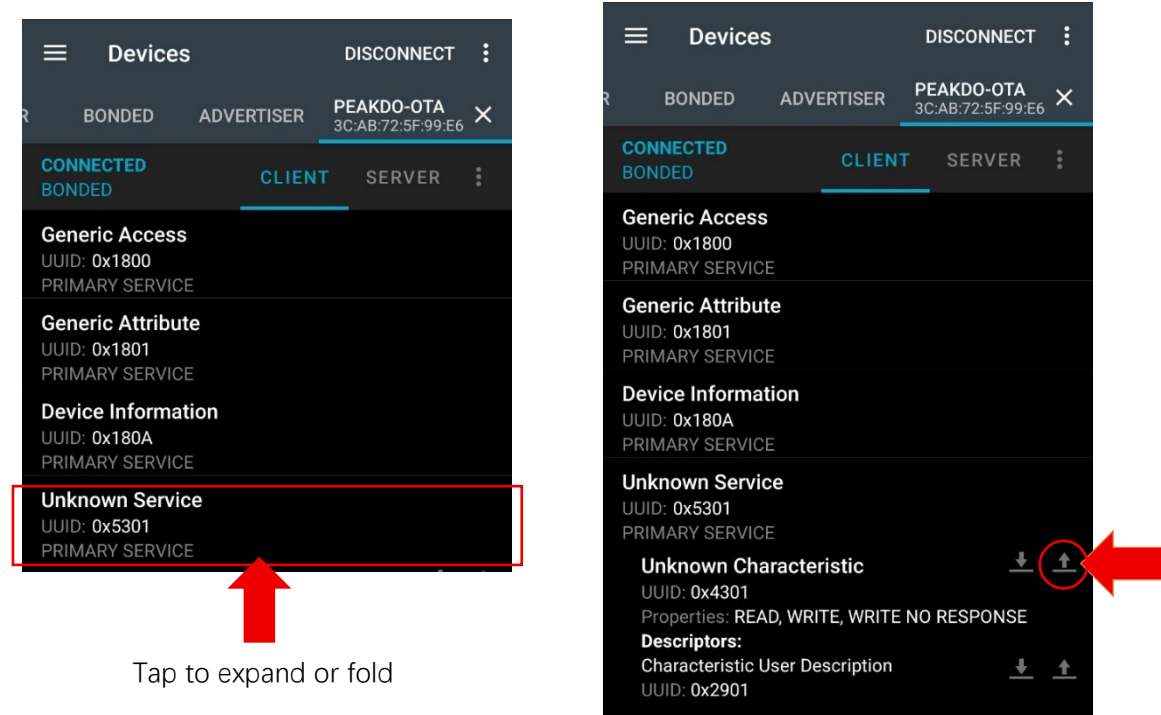 Devices
DISCONNECT
R
BONDED
ADVERTISER
PEAKDO-OTA
3C:AB:72:5F:99:E6
CONNECTED
BONDED
CLIENT
SERVER
Generic Access
UUID: 0x1800
PRIMARY SERVICE
Generic Attribute
UUID: 0x1801
PRIMARY SERVICE
Device Information
UUID: 0x180A
PRIMARY SERVICE
Unknown Service
UUID: 0x5301
PRIMARY SERVICE
Tap to expand or fold
Devices
DISCONNECT
R
BONDED
ADVERTISER
PEAKDO-OTA
3C:AB:72:5F:99:E6
CONNECTED
BONDED
CLIENT
SERVER
Generic Access
UUID: 0x1800
PRIMARY SERVICE
Generic Attribute
UUID: 0x1801
PRIMARY SERVICE
Device Information
UUID: 0x180A
PRIMARY SERVICE
Unknown Service
UUID: 0x5301
PRIMARY SERVICE
Unknown Characteristic
UUID: 0x4301
Properties: READ, WRITE, WRITE NO RESPONSE
Descriptors:
Characteristic User Description
UUID: 0x2901